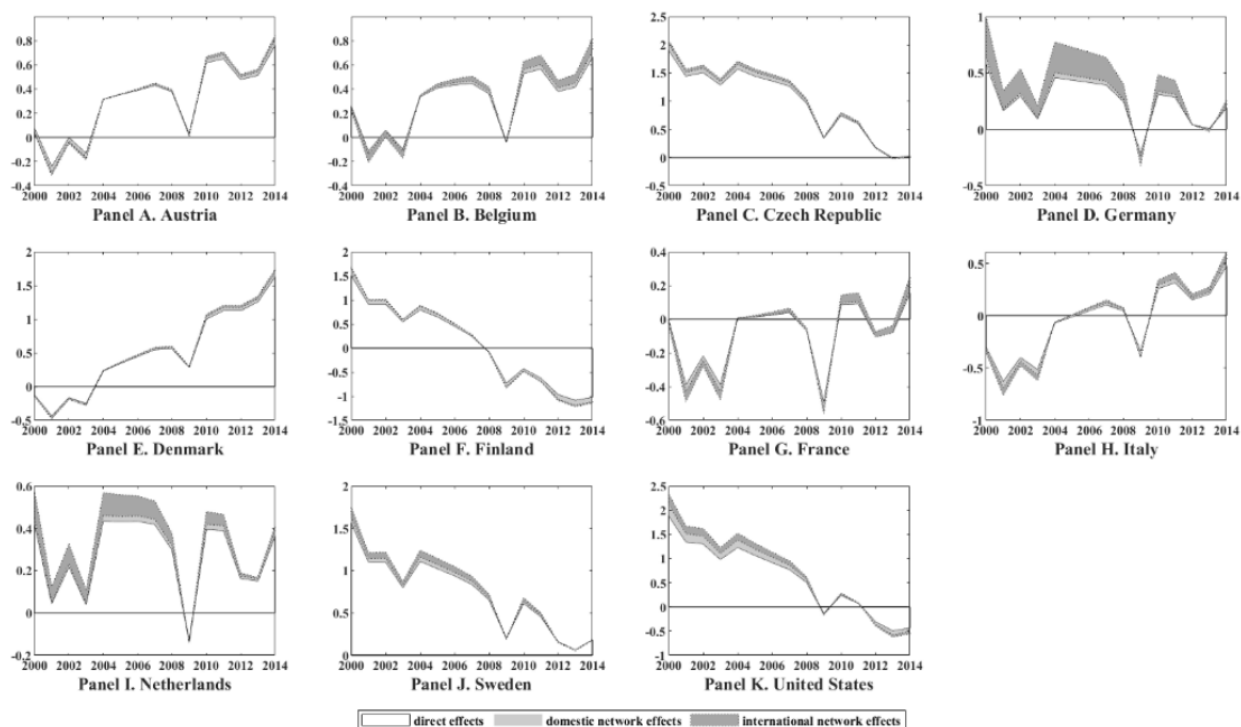 0.8
0.6
0.4
0.2
0
-0.2
-0.4
2000 2002 2004 2006 2008 2010 2012 2014
Panel A. Austria
0.8
0.6
0.4
0.2
0
-0.2
-0.4
2000 2002 2004 2006 2008 2010 2012 2014
Panel B. Belgium
2.5
2
1.5
1
0.5
0
-0.5
2000 2002 2004 2006 2008 2010 2012 2014
Panel C. Czech Republic
1
0.5
0
-0.5
2000 2002 2004 2006 2008 2010 2012 2014
Panel D. Germany
2
1.5
1
0.5
0
-0.5
2000 2002 2004 2006 2008 2010 2012 2014
Panel E. Denmark
2
1.5
1
0.5
0
-0.5
-1
-1.5
2000 2002 2004 2006 2008 2010 2012 2014
Panel F. Finland
0.4
0.2
0
-0.2
-0.4
-0.6
2000 2002 2004 2006 2008 2010 2012 2014
Panel G. France
0.5
0
-0.5
-1
2000 2002 2004 2006 2008 2010 2012 2014
Panel H. Italy
0.6
0.4
0.2
0
-0.2
2000 2002 2004 2006 2008 2010 2012 2014
Panel I. Netherlands
2
1.5
1
0.5
0
2000 2002 2004 2006 2008 2010 2012 2014
Panel J. Sweden
2.5
2
1.5
1
0.5
0
-0.5
-1
2000 2002 2004 2006 2008 2010 2012 2014
Panel K. United States
direct effects domestic network effects international network effects